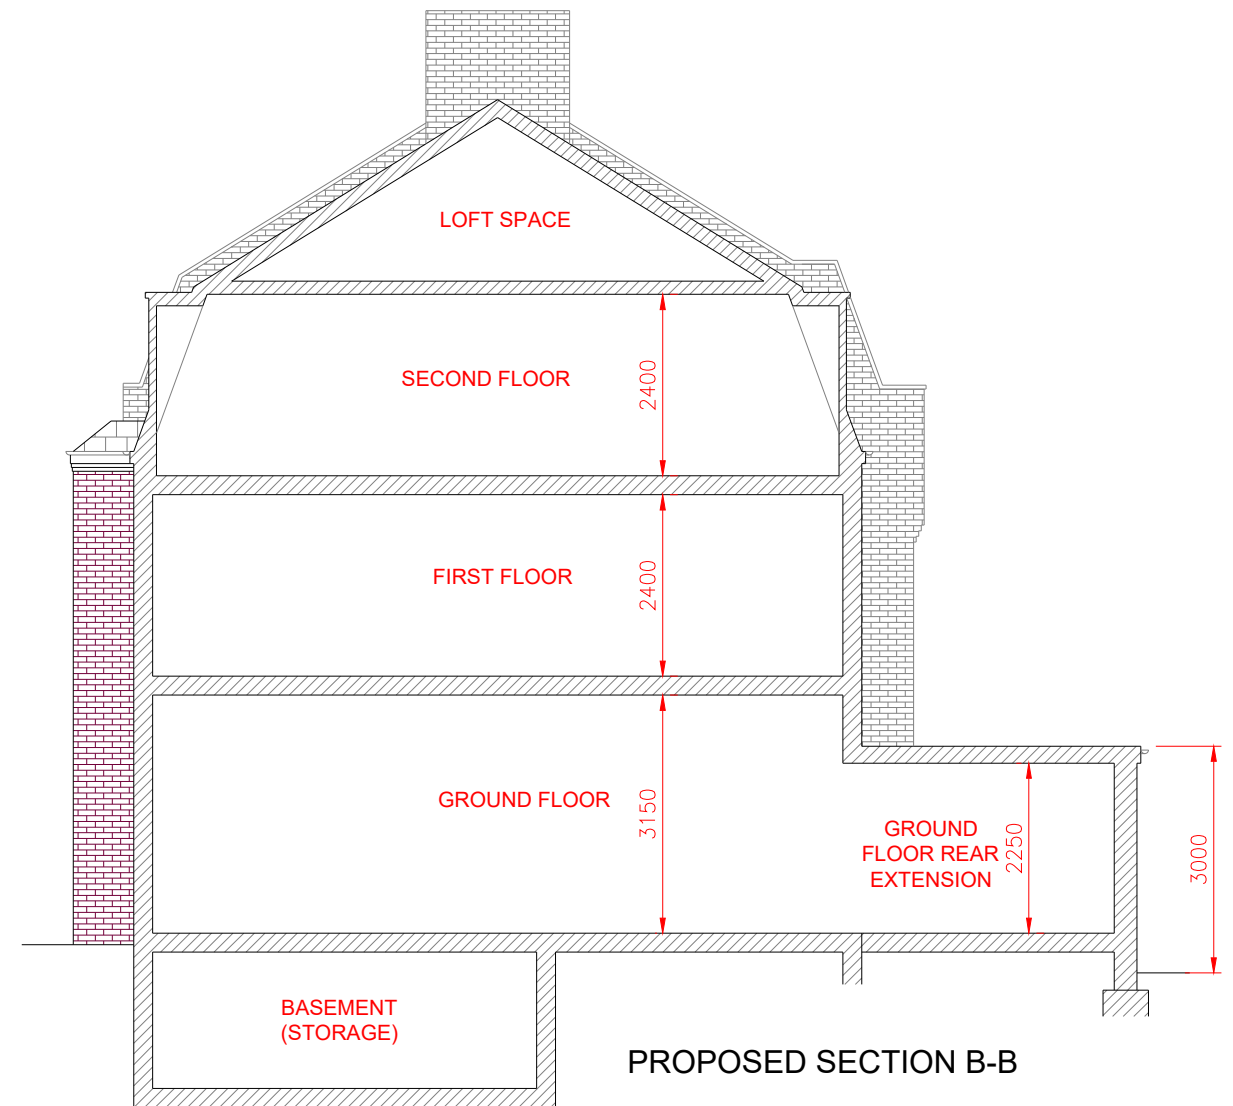 LOFT SPACE
SECOND FLOOR
2400
FIRST FLOOR
2400
GROUND FLOOR
3150
GROUND
FLOOR REAR
EXTENSION
2250
3000
BASEMENT
(STORAGE)
PROPOSED SECTION B-B